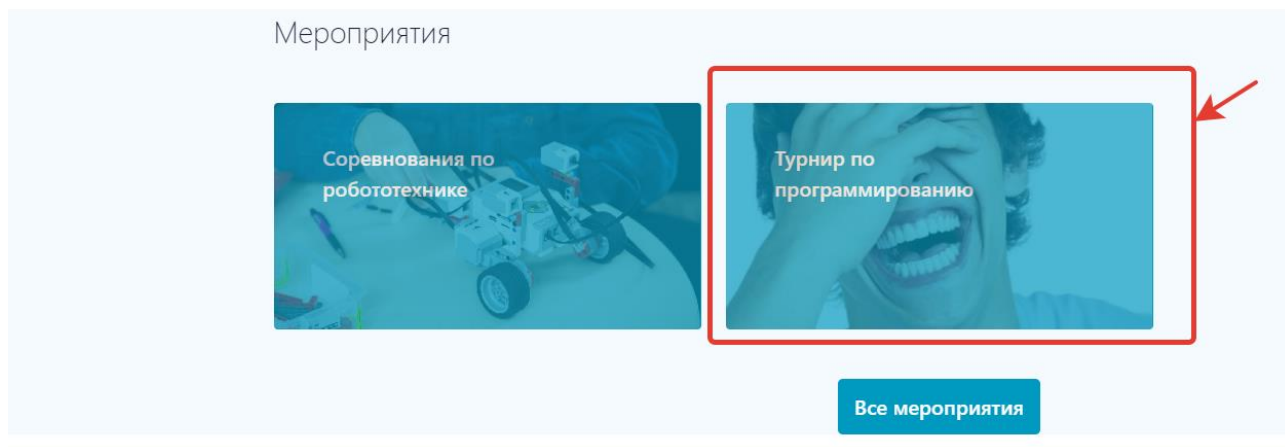 Мероприятия
Соревнования по
робототехнике
Турнир по
программированию
Все мероприятия